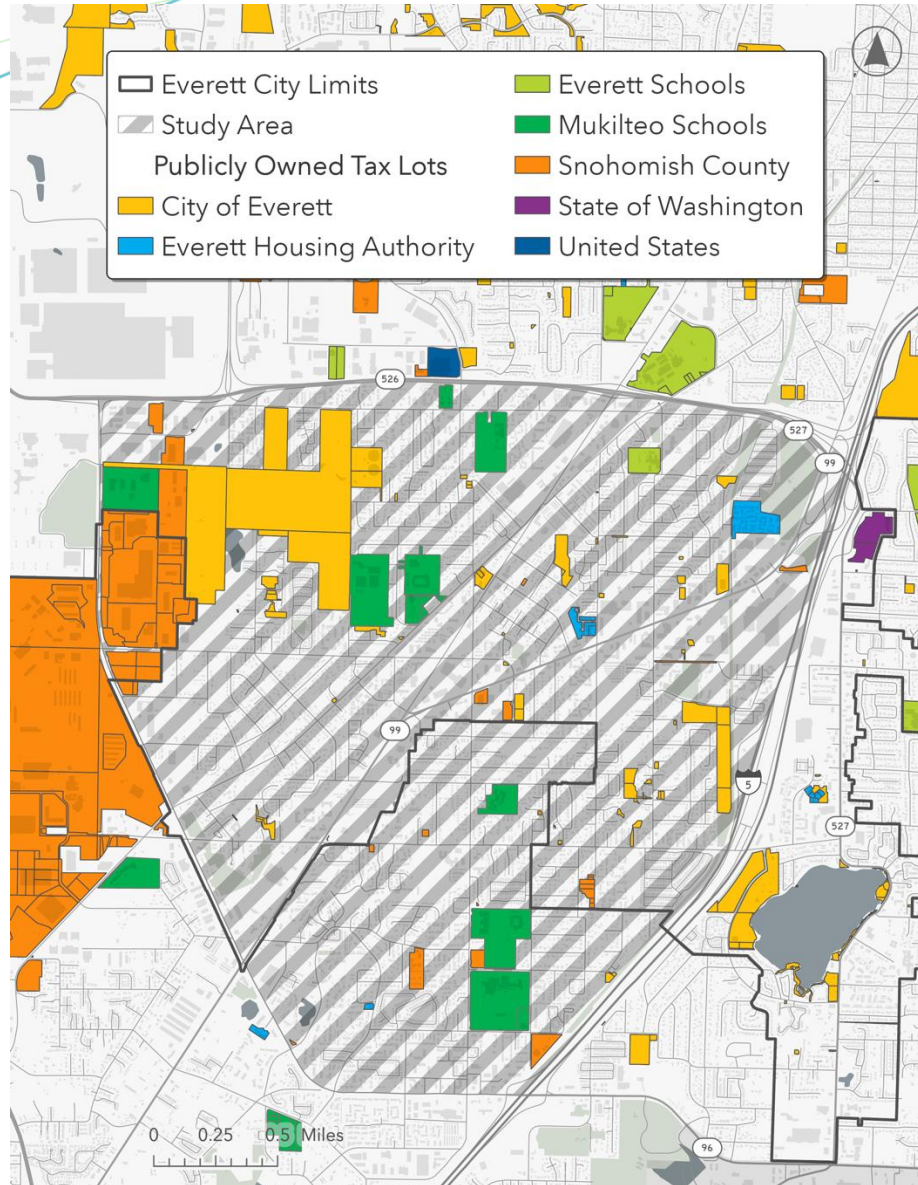 Everett City Limits
Study Area
Publicly Owned Tax Lots
City of Everett
Everett Housing Authority
Everett Schools
Mukilteo Schools
Snohomish County
State of Washington
United States
526
527
99
99
5
527
96
0 0.25 0.5 Miles